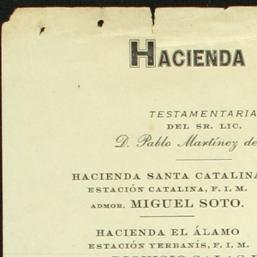 HACIENDA
TESTAMENTARIA
DEL SR. LIC.
D. Pablo Martínez de
HACIENDA SANTA CATALINA
ESTACIÓN CATALINA, F. I. M.
ADMOR. MIGUEL SOTO.
HACIENDA EL ÁLAMO
ESTACIÓN YERBANÍS, F. I. M.